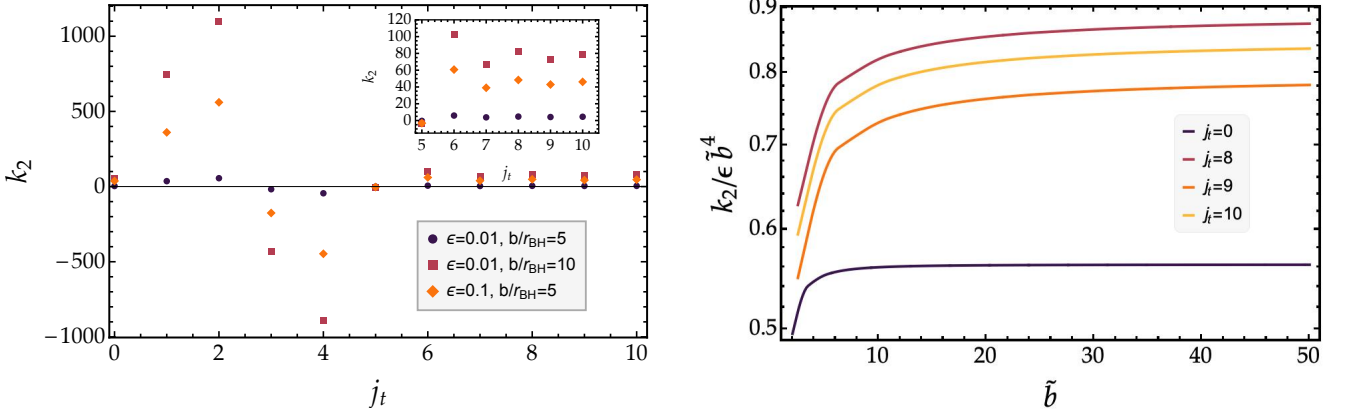 k₂
1000
500
0
−500
−1000
0 2 4 6 8 10
jₜ
k₂
120
100
80
60
40
20
0
5 6 7 8 9 10
jₜ
ϵ=0.01, b/r_BH=5
ϵ=0.01, b/r_BH=10
ϵ=0.1, b/r_BH=5
k₂/ϵ b̃⁴
0.9
0.8
0.7
0.6
0.5
jₜ=0
jₜ=8
jₜ=9
jₜ=10
10 20 30 40 50
b̃